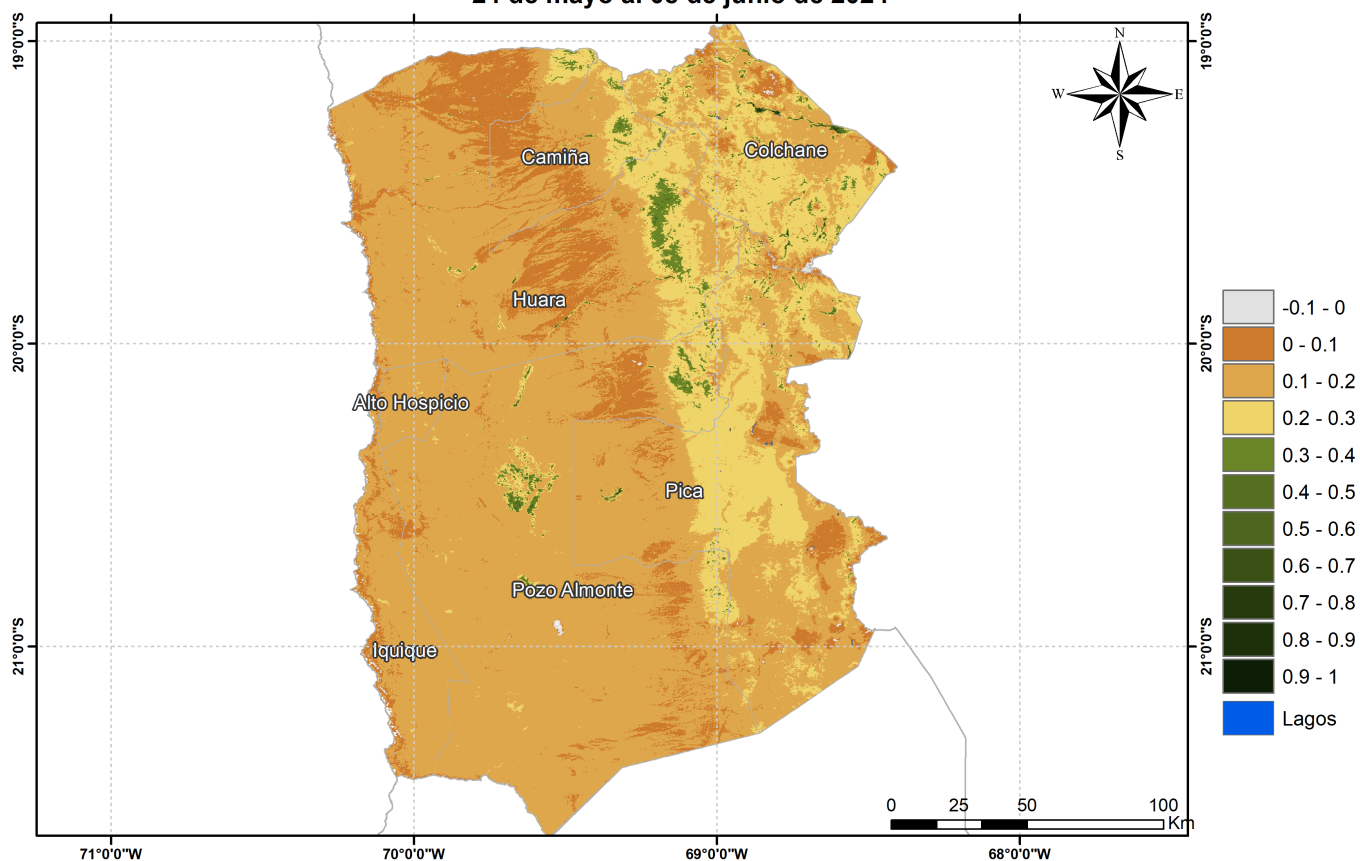 19°0'0"S
19°0'0"S
N
W
E
S
Camiña
Colchane
Huara
-0.1 - 0
0 - 0.1
20°0'0"S
20°0'0"S
0.1 - 0.2
Alto Hospicio
0.2 - 0.3
0.3 - 0.4
Pica
0.4 - 0.5
0.5 - 0.6
0.6 - 0.7
Pozo Almonte
0.7 - 0.8
0.8 - 0.9
21°0'0"S
21°0'0"S
Iquique
0.9 - 1
Lagos
0 25 50 100
Km
71°0'0"W 70°0'0"W 69°0'0"W 68°0'0"W